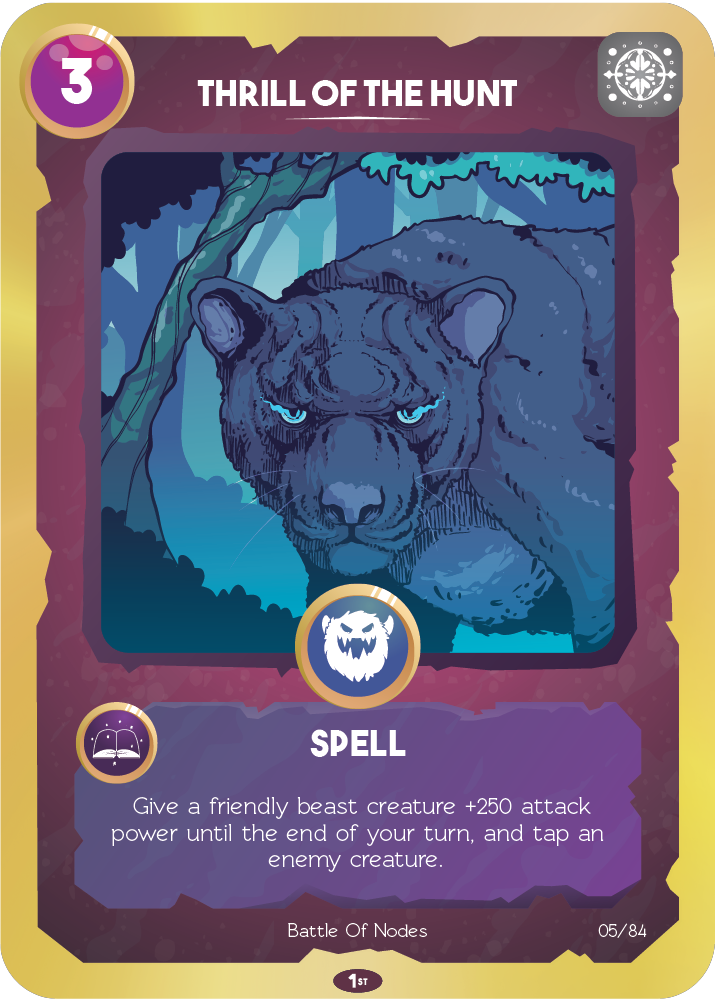 3
THRILL OF THE HUNT
SPELL
Give a friendly beast creature +250 attack
power until the end of your turn, and tap an
enemy creature.
Battle Of Nodes
05/84
1ST